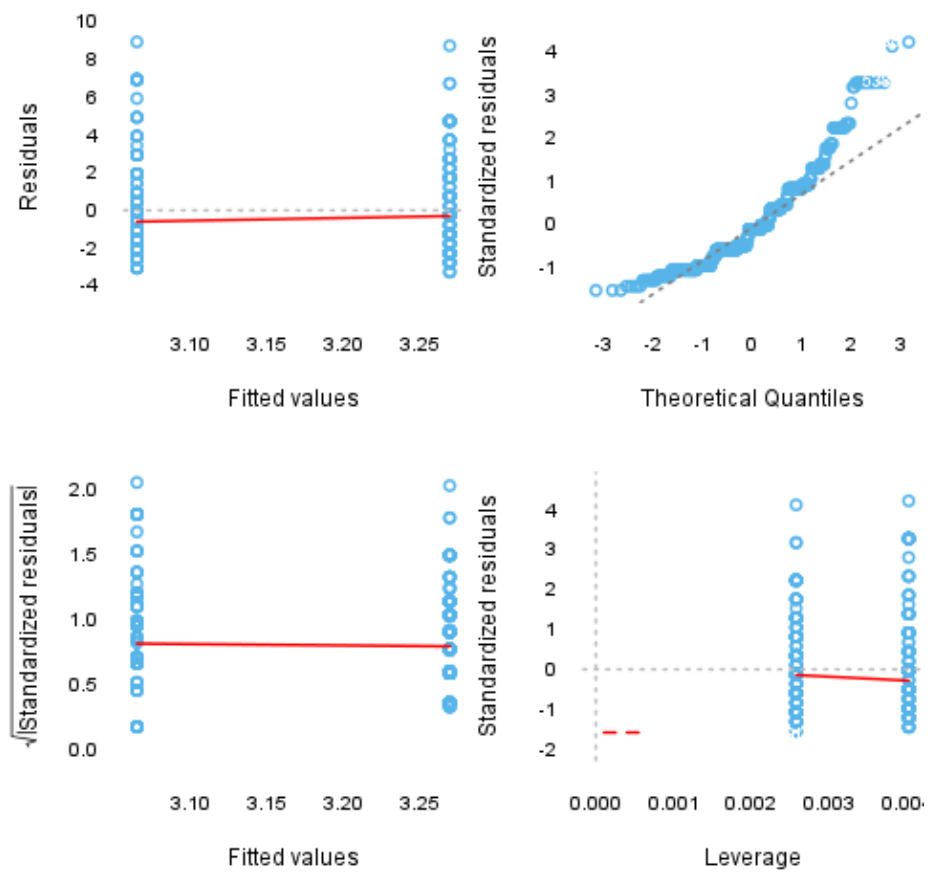 Residuals
10
8
6
4
2
0
-2
-4
3.10 3.15 3.20 3.25
Fitted values
Standardized residuals
4
3
2
1
0
-1
-3 -2 -1 0 1 2 3
Theoretical Quantiles
√|Standardized residuals|
2.0
1.5
1.0
0.5
0.0
3.10 3.15 3.20 3.25
Fitted values
Standardized residuals
4
3
2
1
0
-1
-2
0.000 0.001 0.002 0.003 0.004
Leverage